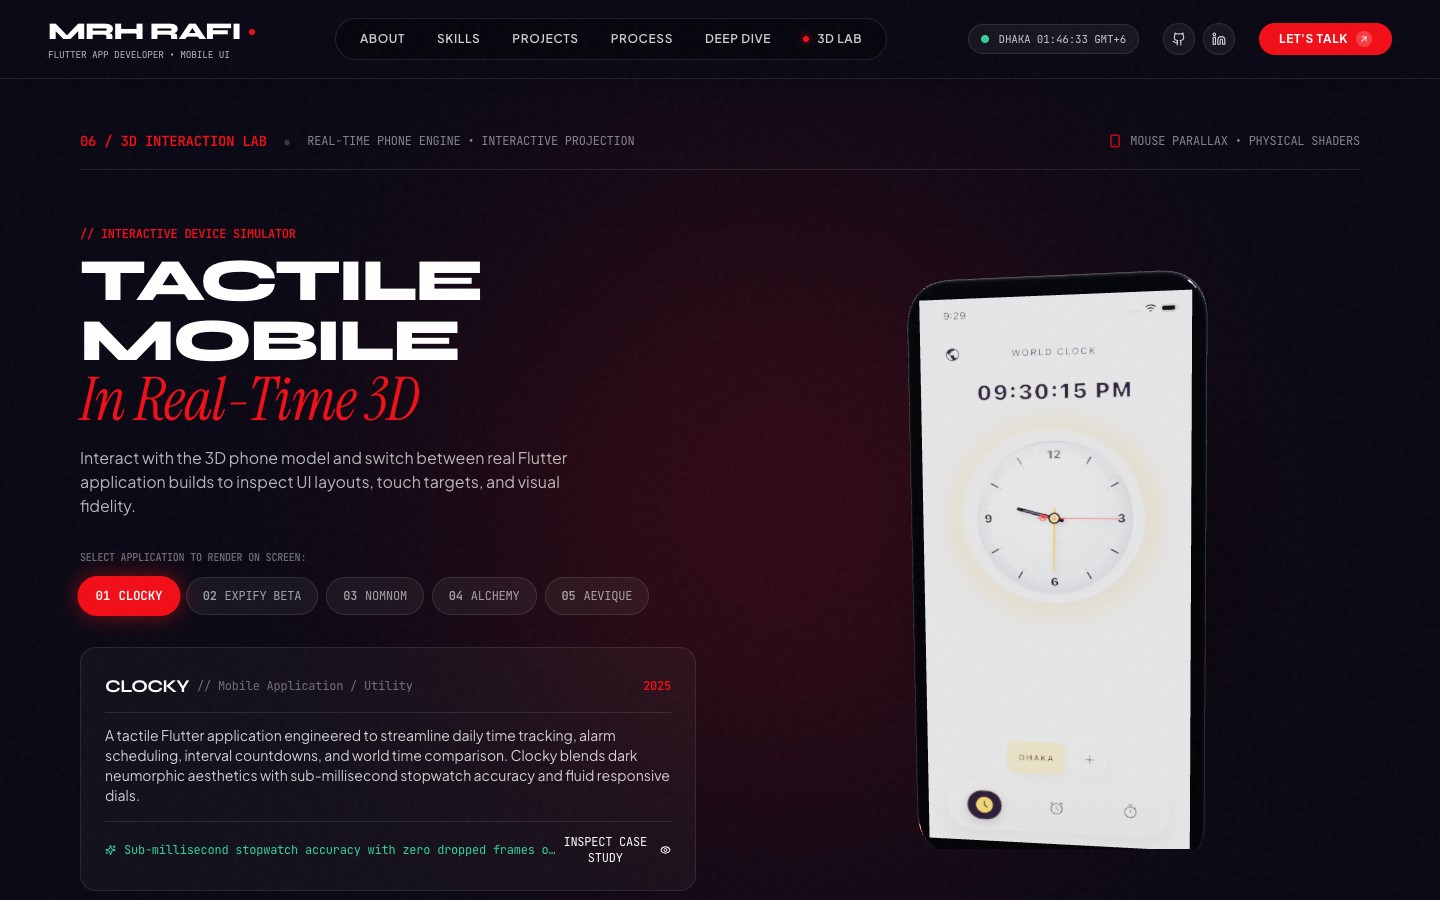 MRH RAFI
FLUTTER APP DEVELOPER • MOBILE UI
ABOUT
SKILLS
PROJECTS
PROCESS
DEEP DIVE
3D LAB
DHAKA 01:46:33 GMT+6
LET'S TALK
06 / 3D INTERACTION LAB
REAL-TIME PHONE ENGINE • INTERACTIVE PROJECTION
MOUSE PARALLAX • PHYSICAL SHADERS
// INTERACTIVE DEVICE SIMULATOR
TACTILE
MOBILE
In Real-Time 3D
Interact with the 3D phone model and switch between real Flutter
application builds to inspect UI layouts, touch targets, and visual
fidelity.
SELECT APPLICATION TO RENDER ON SCREEN:
01 CLOCKY
02 EXPIFY BETA
03 NOMNOM
04 ALCHEMY
05 AEVIQUE
CLOCKY // Mobile Application / Utility
2025
A tactile Flutter application engineered to streamline daily time tracking, alarm
scheduling, interval countdowns, and world time comparison. Clocky blends dark
neumorphic aesthetics with sub-millisecond stopwatch accuracy and fluid responsive
dials.
Sub-millisecond stopwatch accuracy with zero dropped frames o…
INSPECT CASE
STUDY
9:29
WORLD CLOCK
09:30:15 PM
12
9
3
6
DHAKA
+